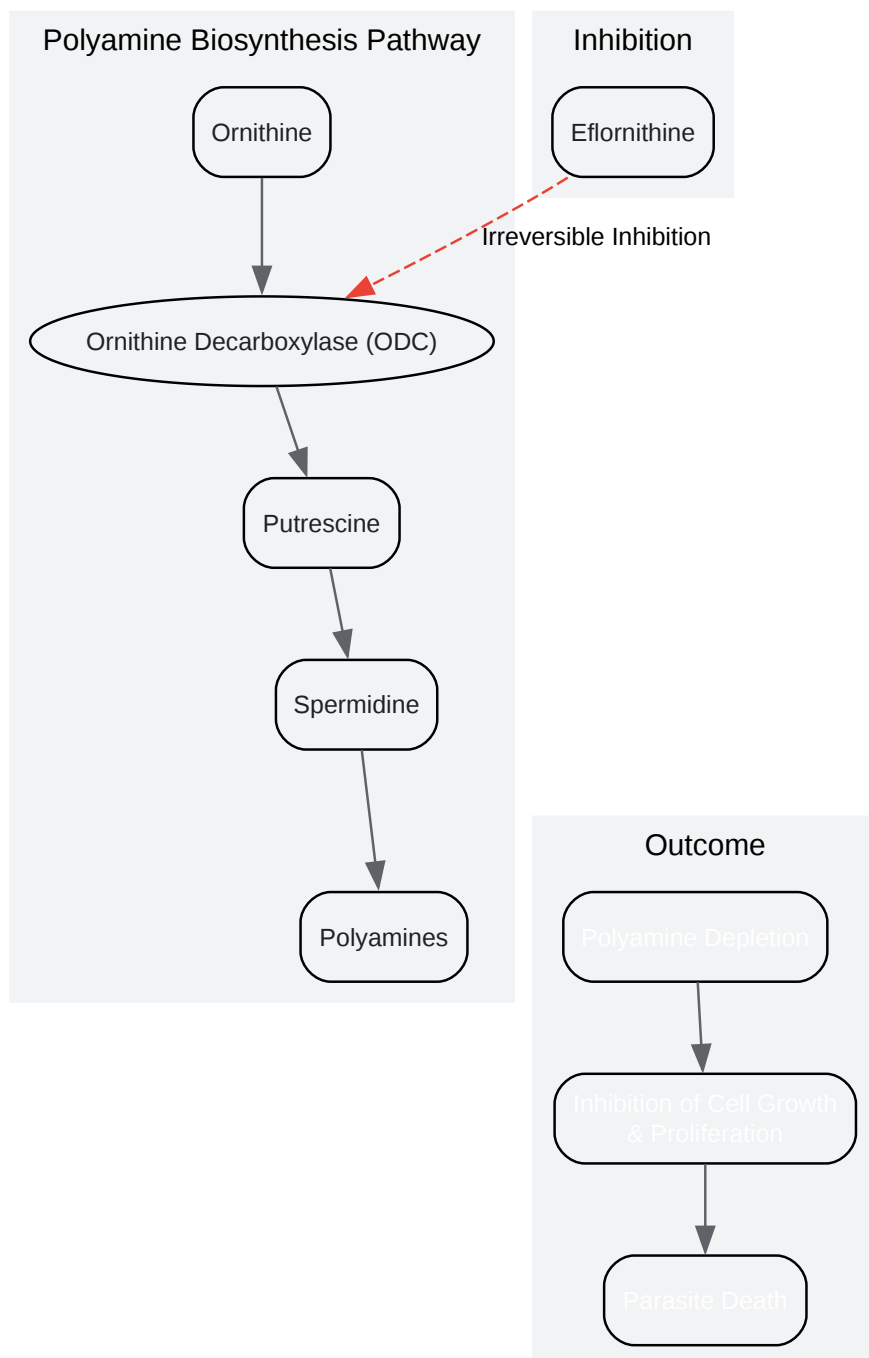 Polyamine Biosynthesis Pathway
Ornithine
Ornithine Decarboxylase (ODC)
Putrescine
Spermidine
Polyamines
Inhibition
Eflornithine
Irreversible Inhibition
Outcome
Polyamine Depletion
Inhibition of Cell Growth
& Proliferation
Parasite Death